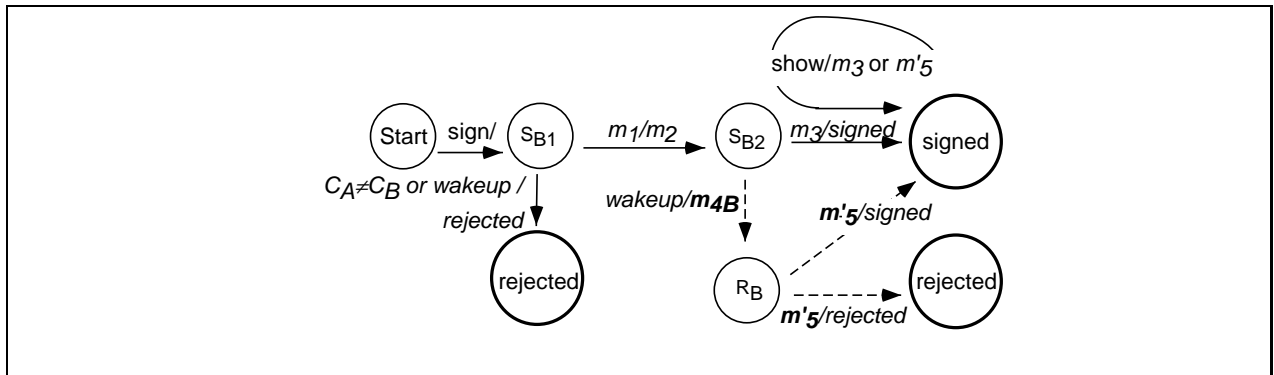 show/m3 or m'5
Start
sign/
SB1
m1/m2
SB2
m3/signed
signed
CA≠CB or wakeup /
rejected
wakeup/m4B
m'5/signed
rejected
RB
m'5/rejected
rejected